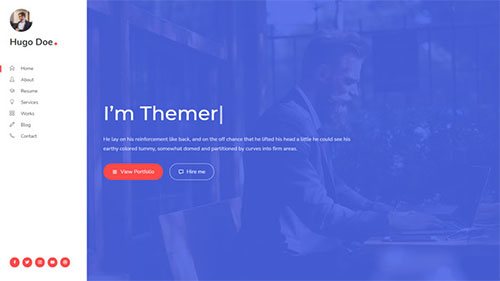 Hugo Doe.
Home
About
Resume
Services
Works
Blog
Contact
I'm Themer|
He lay on his reinforcement like back, and on the off chance that he lifted his head a little he could see his
earthy colored tummy, somewhat domed and partitioned by curves into firm areas.
View Portfolio
Hire me